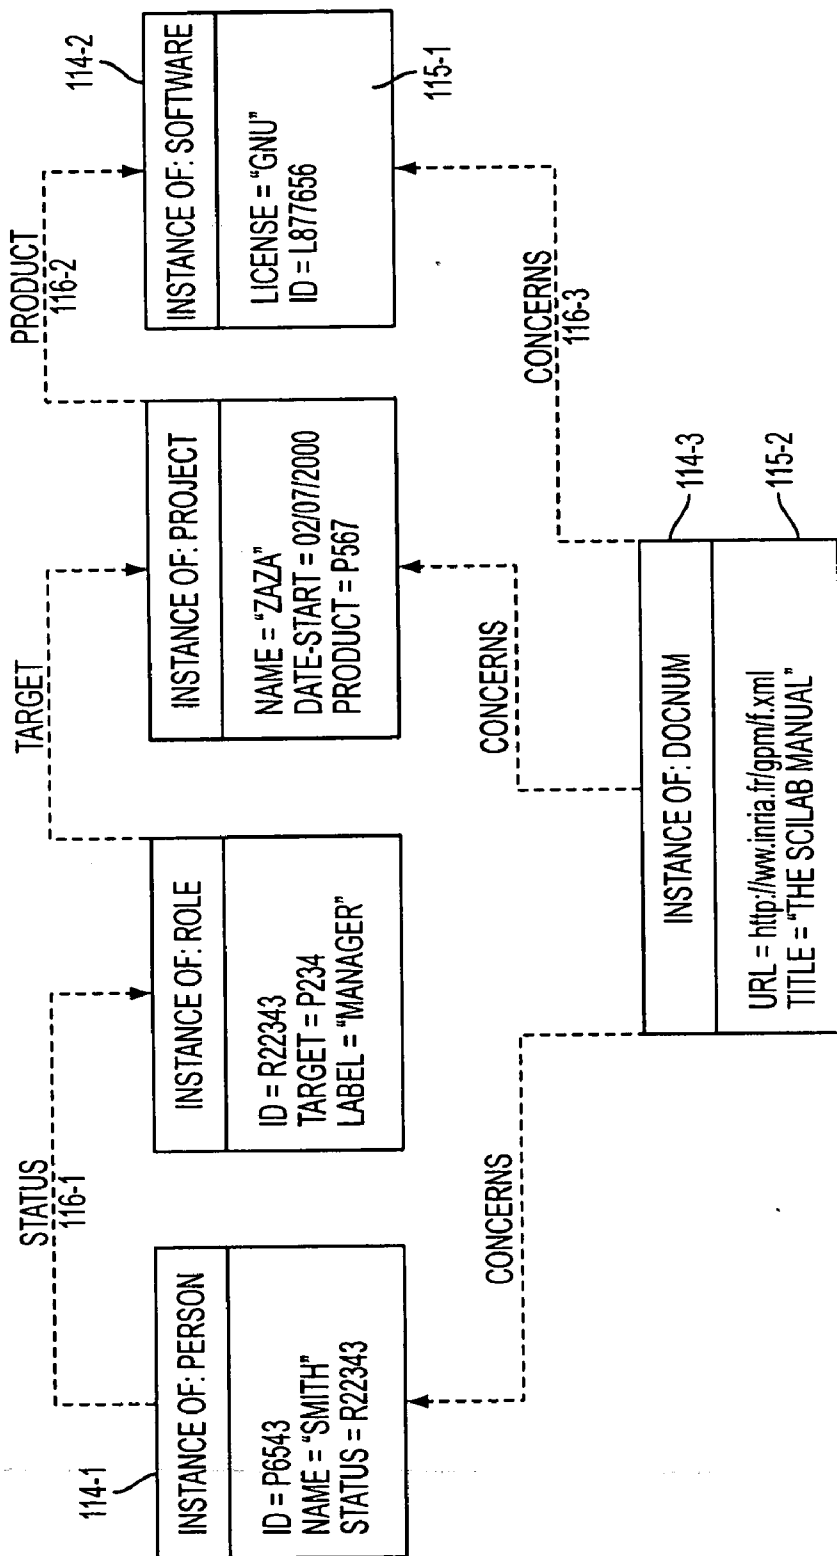 STATUS
116-1
TARGET
PRODUCT
116-2
114-1
INSTANCE OF: PERSON
ID = P6543
NAME = “SMITH”
STATUS = R22343
INSTANCE OF: ROLE
ID = R22343
TARGET = P234
LABEL = “MANAGER”
INSTANCE OF: PROJECT
NAME = “ZAZA”
DATE-START = 02/07/2000
PRODUCT = P567
114-2
INSTANCE OF: SOFTWARE
LICENSE = “GNU”
ID = L877656
115-1
CONCERNS
CONCERNS
CONCERNS
116-3
INSTANCE OF: DOCNUM
114-3
URL = http://ww.inria.fr/gpm/f.xml
TITLE = “THE SCILAB MANUAL”
115-2